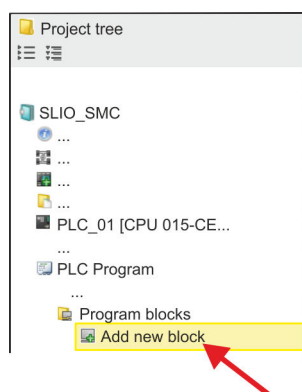 Project tree
SLIO_SMC
...
...
...
...
PLC_01 [CPU 015-CE...
...
PLC Program
...
Program blocks
Add new block